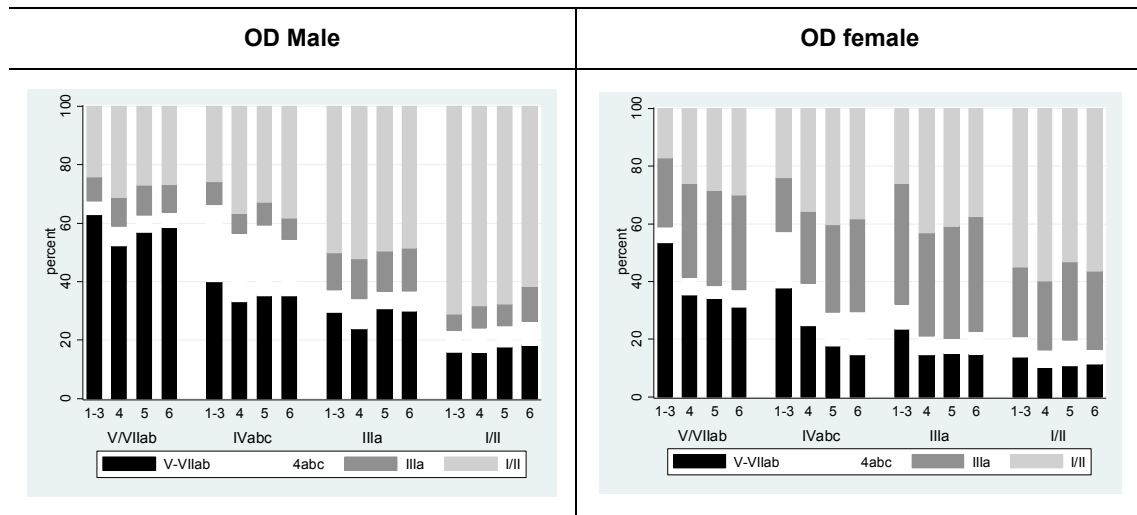 OD Male
OD female
percent
0 20 40 60 80 100
1-3 4 5 6 1-3 4 5 6 1-3 4 5 6 1-3 4 5 6
V/VIIab IVabc IIIa I/II
V-VIIab 4abc IIIa I/II
percent
0 20 40 60 80 100
1-3 4 5 6 1-3 4 5 6 1-3 4 5 6 1-3 4 5 6
V/VIIab IVabc IIIa I/II
V-VIIab 4abc IIIa I/II